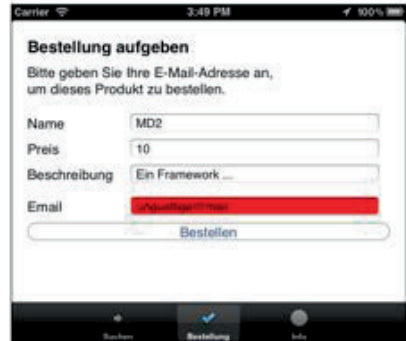 Carrier 3:49 PM 100%
Bestellung aufgeben
Bitte geben Sie Ihre E-Mail-Adresse an,
um dieses Produkt zu bestellen.
Name MD2
Preis 10
Beschreibung Ein Framework ...
Email
Bestellen
Suchen Bestellung Info